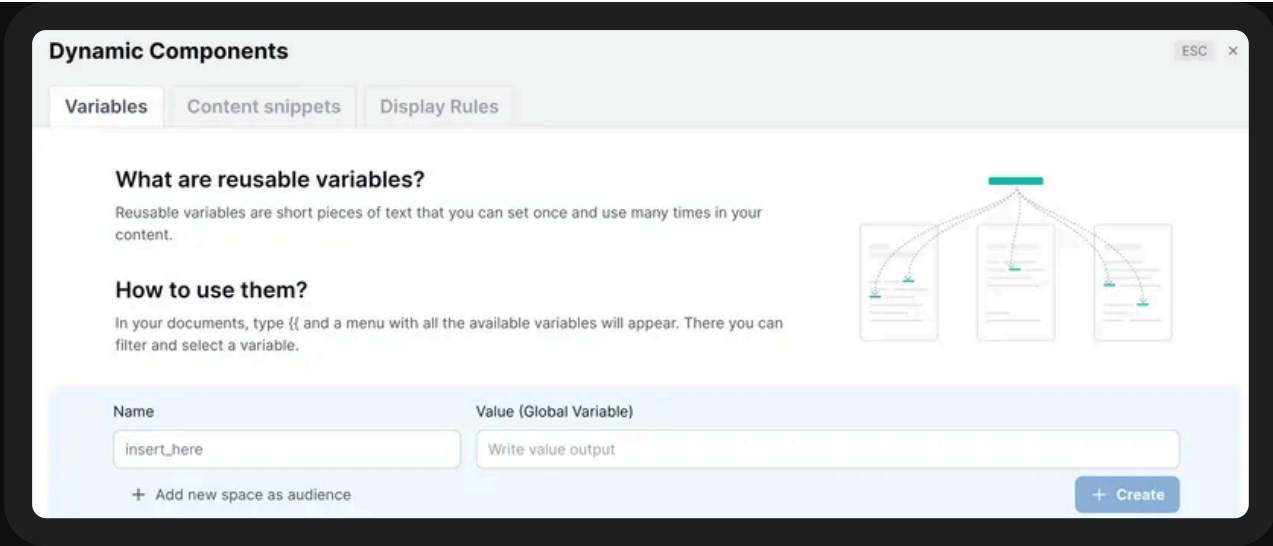 Dynamic Components
ESC ×
Variables
Content snippets
Display Rules
What are reusable variables?
Reusable variables are short pieces of text that you can set once and use many times in your
content.
How to use them?
In your documents, type {{ and a menu with all the available variables will appear. There you can
filter and select a variable.
Name
Value (Global Variable)
insert_here
Write value output
+ Add new space as audience
+ Create